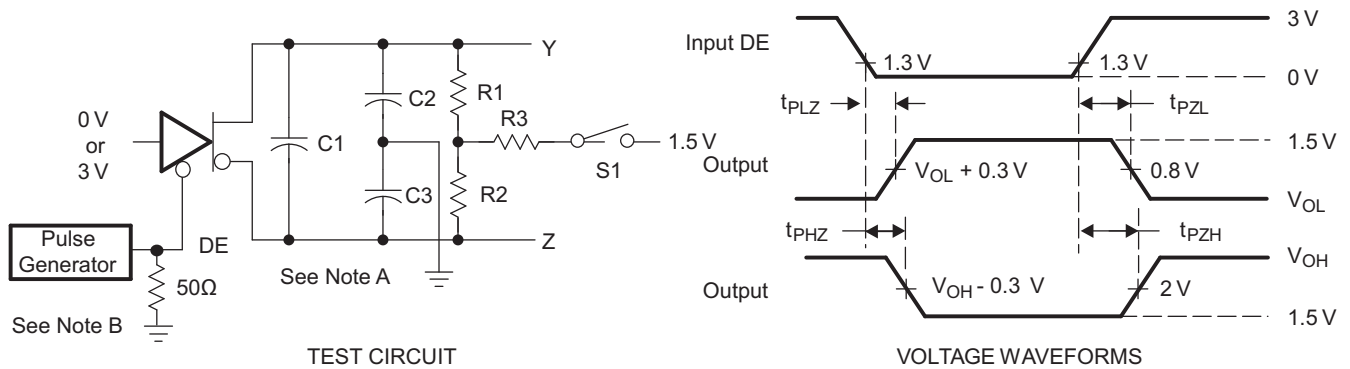 0 V
or
3 V
Pulse
Generator
See Note B
50Ω
DE
See Note A
C1
C2
C3
R1
R2
R3
S1
1.5 V
Y
Z
TEST CIRCUIT
Input DE
1.3 V
1.3 V
3 V
0 V
tPLZ
tPZL
Output
VOL + 0.3 V
0.8 V
1.5 V
VOL
tPHZ
tPZH
Output
VOH - 0.3 V
2 V
VOH
1.5 V
VOLTAGE WAVEFORMS